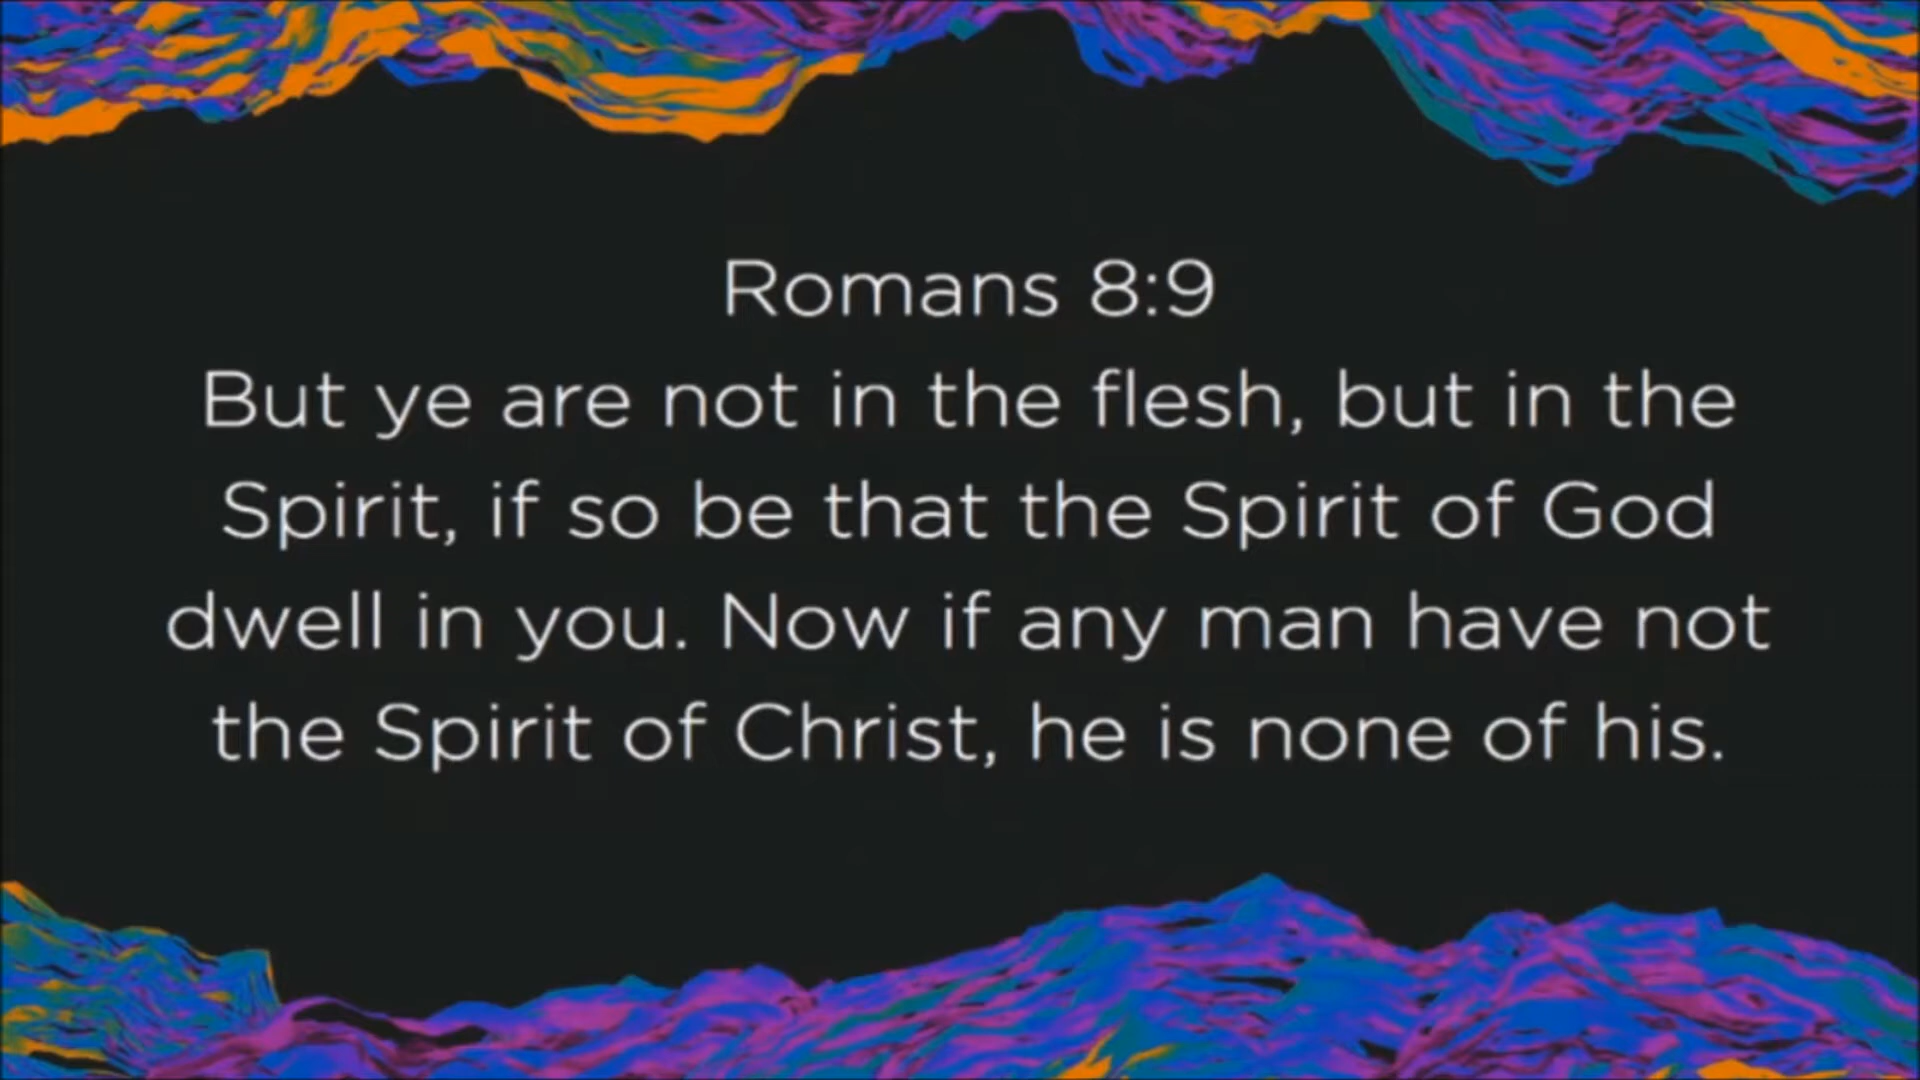 Romans 8:9
But ye are not in the flesh, but in the
Spirit, if so be that the Spirit of God
dwell in you. Now if any man have not
the Spirit of Christ, he is none of his.